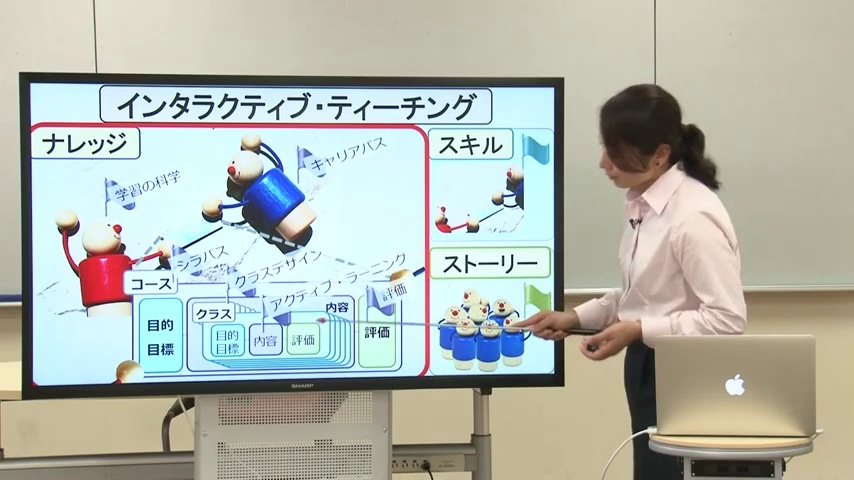 インタラクティブ・ティーチング
ナレッジ
スキル
キャリアパス
学習の科学
シラバス
クラスデザイン
アクティブ・ラーニング
評価
ストーリー
コース
目的
目標
クラス
内容
目的
目標
内容
評価
評価
SHARP